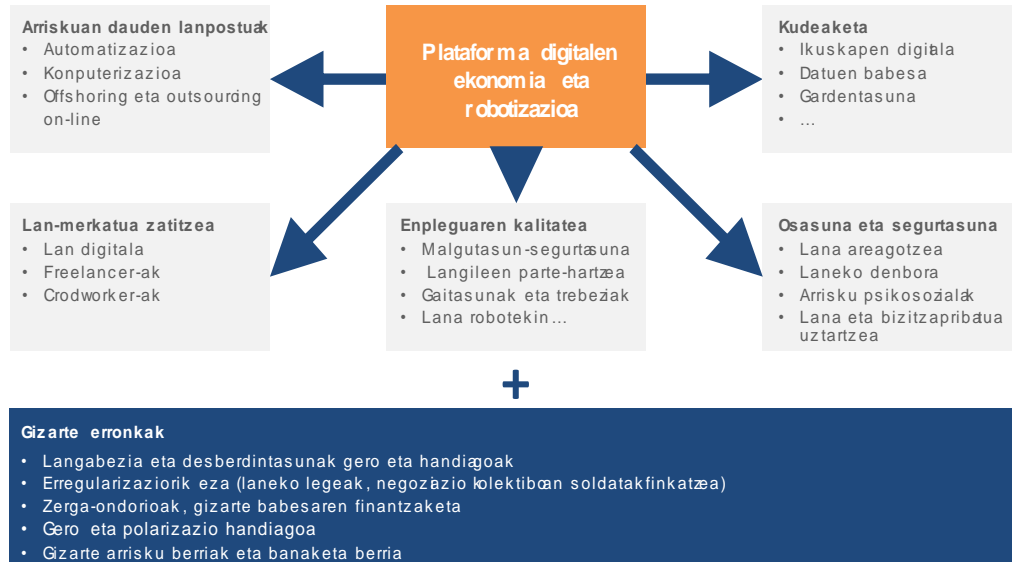 Arriskuan dauden lanpostuak
• Automatizazioa
• Konputerizazioa
• Offshoring eta outsourcing
on-line
Plataforma digitalen
ekonomia eta
robotizazioa
Kudeaketa
• Ikuskapen digitala
• Datuen babesa
• Gardentasuna
• ...
Lan-merkatua zatitzea
• Lan digitala
• Freelancer-ak
• Crodworker-ak
Enpleguaren kalitatea
• Malgutasun-segurtasuna
• Langileen parte-hartzea
• Gaitasunak eta trebeziak
• Lana robotekin...
Osasuna eta segurtasuna
• Lana areagotzea
• Laneko denbora
• Arrisku psikosozialak
• Lana eta bizitza pribatua
uztartzea
+
Gizarte erronkak
• Langabezia eta desberdintasunak gero eta handiagoak
• Erregularizaziorik eza (laneko legeak, negoziazio kolektiboan soldatak finkatzea)
• Zerga-ondorioak, gizarte babesaren finantzaketa
• Gero eta polarizazio handiagoa
• Gizarte arrisku berriak eta banaketa berria